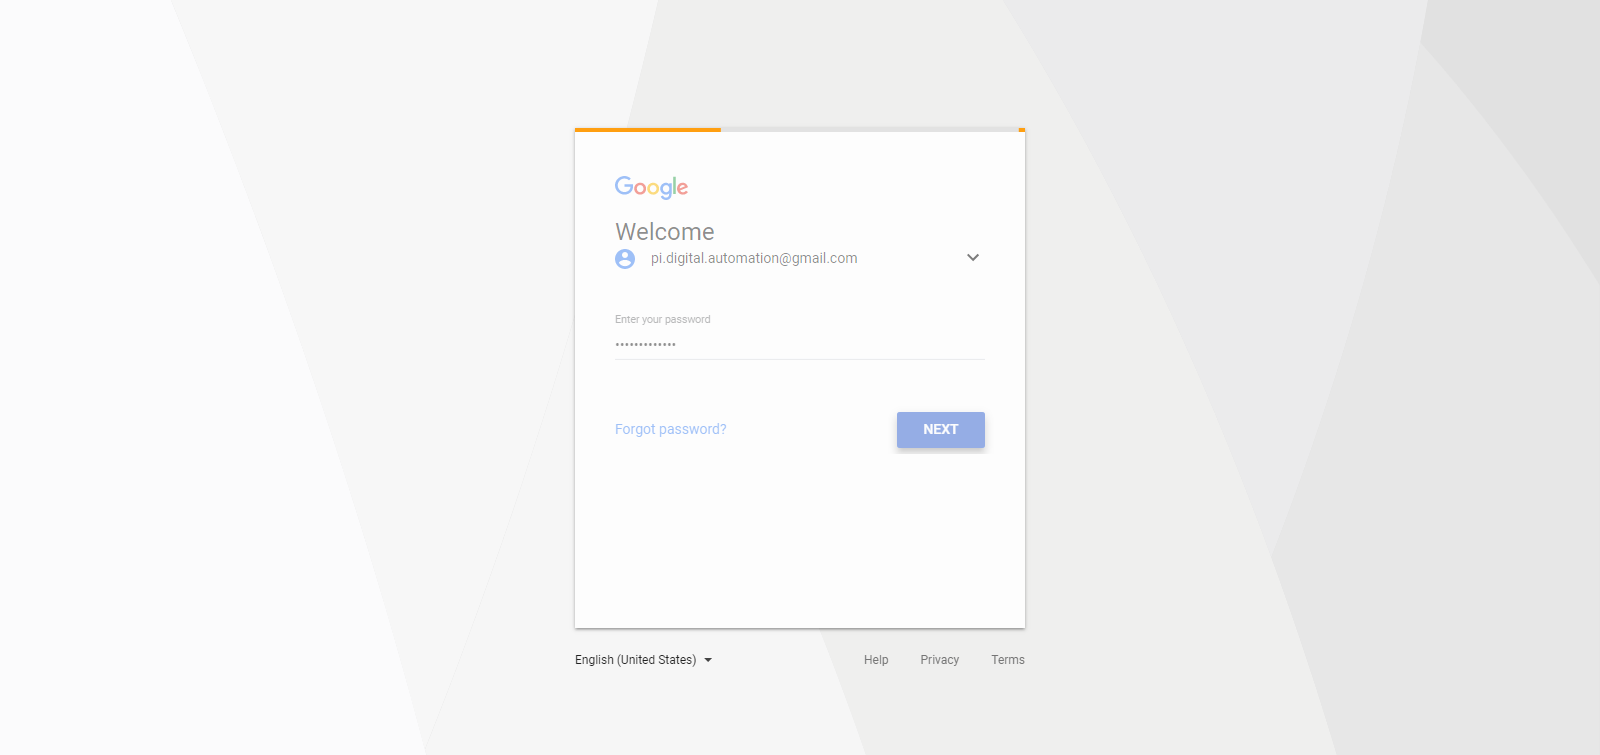 Google
Welcome
pi.digital.automation@gmail.com
Enter your password
•••••••••••••
Forgot password?
NEXT
English (United States)
Help Privacy Terms